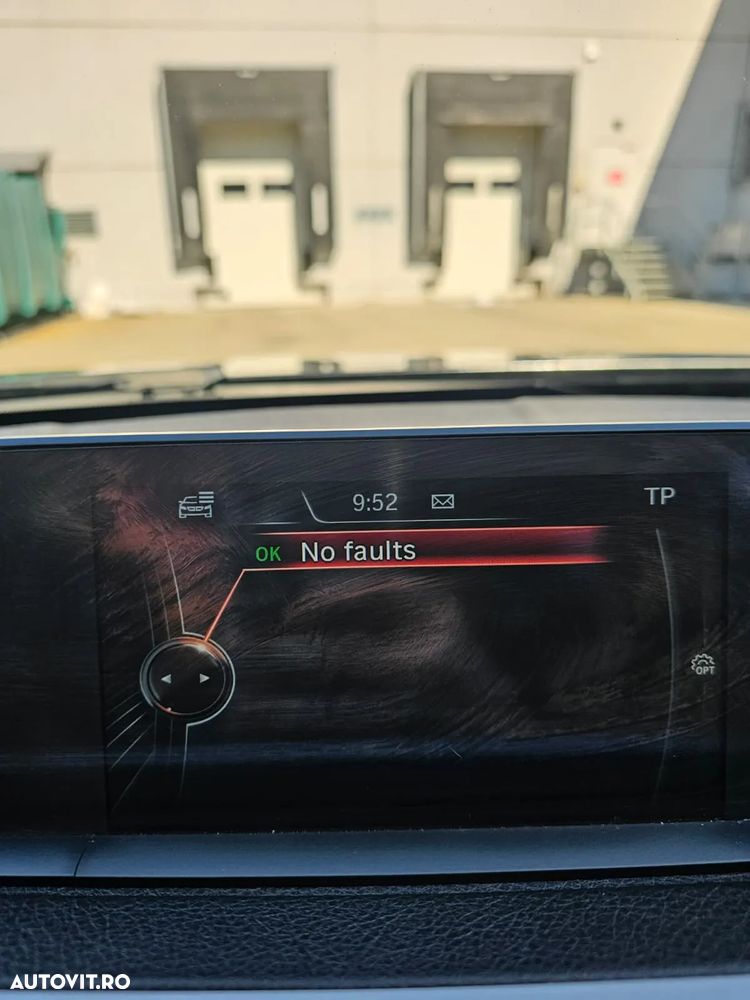 9:52
TP
OK No faults
OPT
AUTOVIT.RO